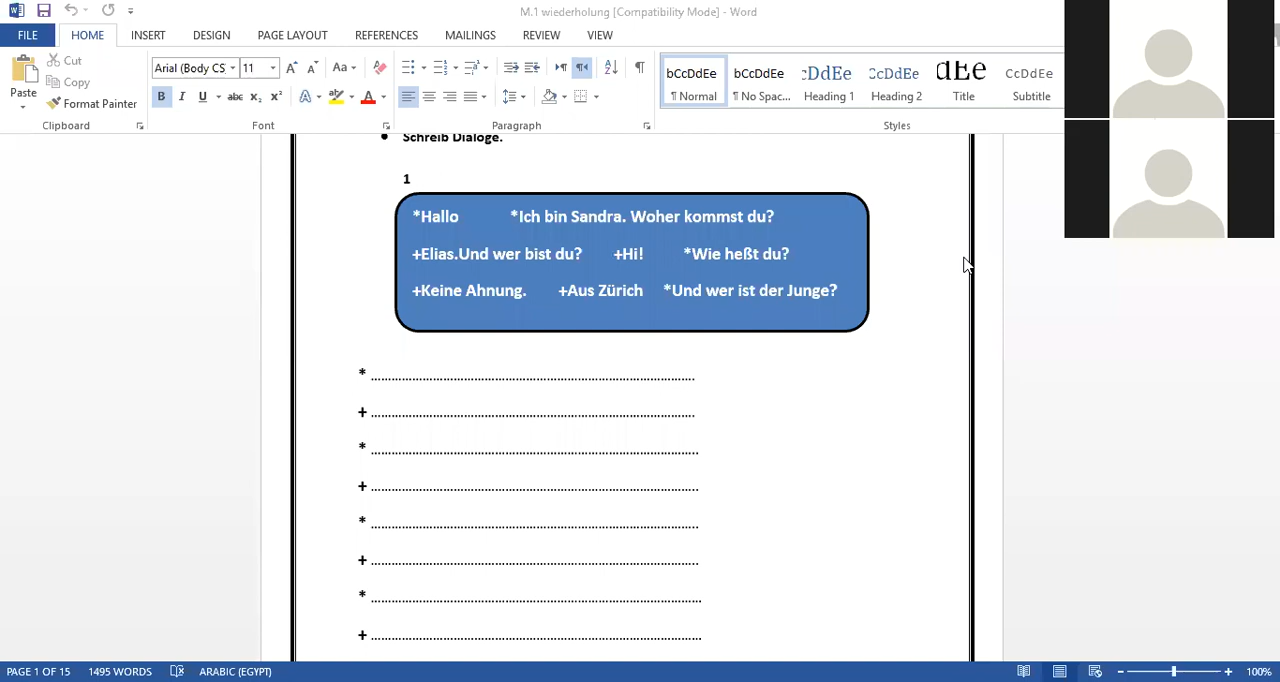 M.1 wiederholung [Compatibility Mode] - Word
FILE HOME INSERT DESIGN PAGE LAYOUT REFERENCES MAILINGS REVIEW VIEW
Cut
Copy
Format Painter
Paste
Clipboard
Arial (Body CS 11
Font
Paragraph
bCcDdEe bCcDdEe CDdEe CcDdEe dEe CcDdEe
¶ Normal ¶ No Spac... Heading 1 Heading 2 Title Subtitle
Styles
• Schreib Dialoge.
1
*Hallo *Ich bin Sandra. Woher kommst du?
+Elias.Und wer bist du? +Hi! *Wie heßt du?
+Keine Ahnung. +Aus Zürich *Und wer ist der Junge?
* ..............................................................................
+ ..............................................................................
* ..............................................................................
+ ..............................................................................
* ..............................................................................
+ ..............................................................................
* ..............................................................................
+ ..............................................................................
PAGE 1 OF 15 1495 WORDS ARABIC (EGYPT) 100%